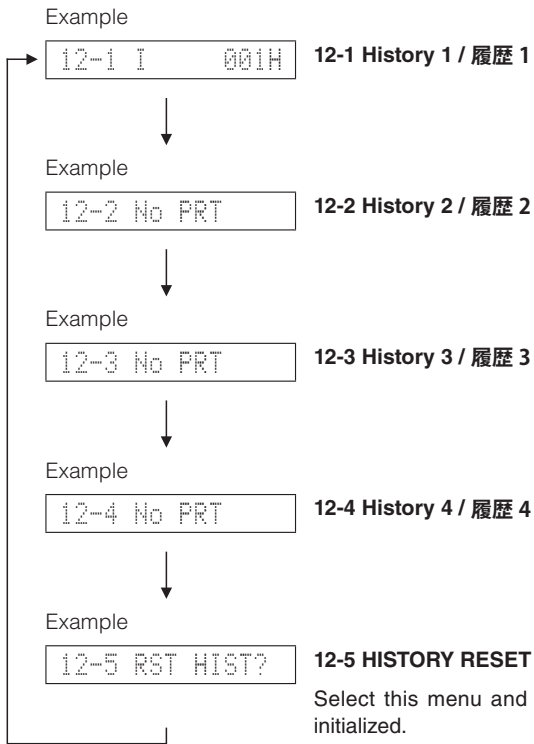 Example
12-1 I 001H
12-1 History 1 / 履歴 1
Example
12-2 No PRT
12-2 History 2 / 履歴 2
Example
12-3 No PRT
12-3 History 3 / 履歴 3
Example
12-4 No PRT
12-4 History 4 / 履歴 4
Example
12-5 RST HIST?
12-5 HISTORY RESET
Select this menu and
initialized.